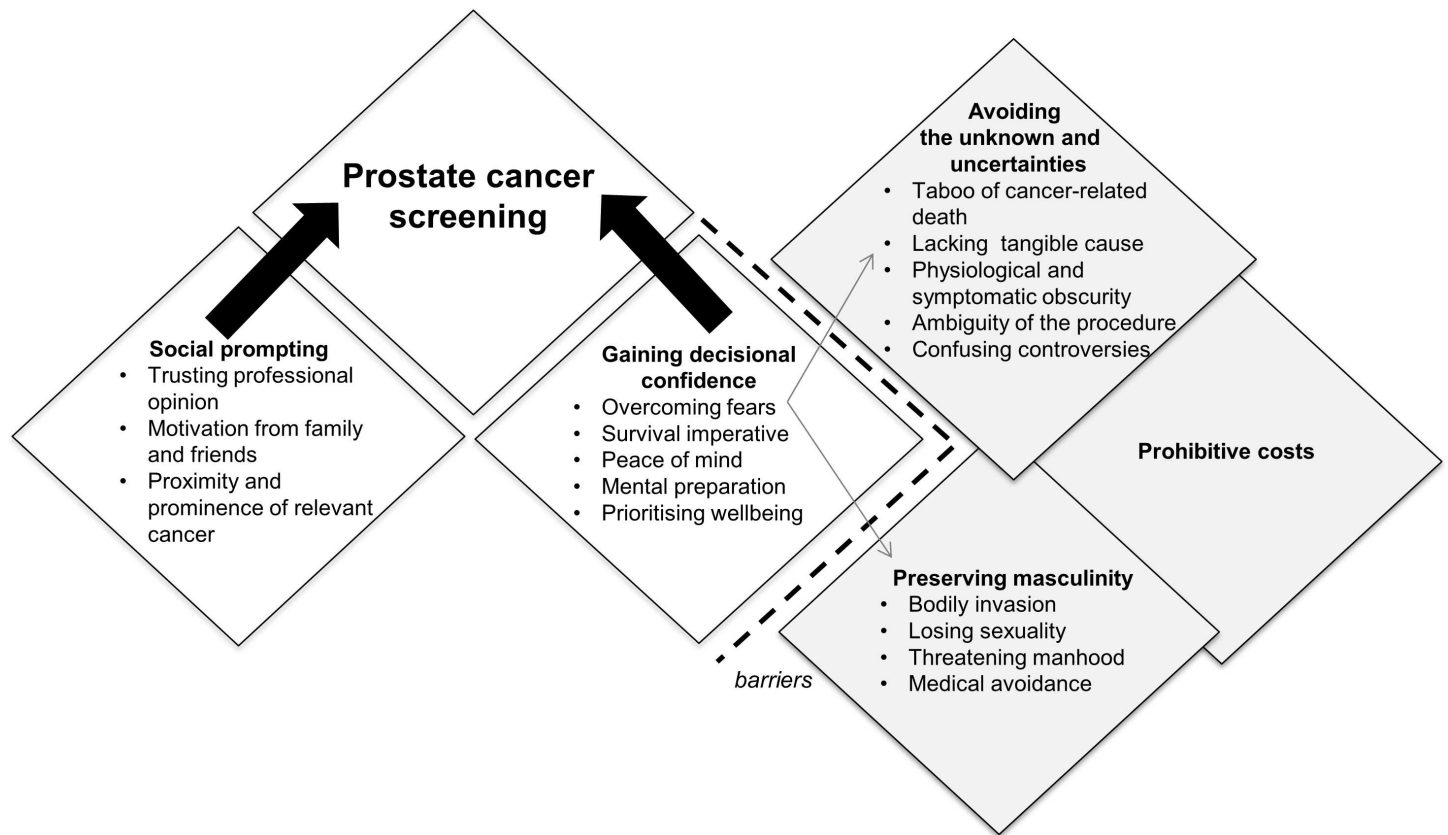 Prostate cancer
screening
Social prompting
• Trusting professional
opinion
• Motivation from family
and friends
• Proximity and
prominence of relevant
cancer
Gaining decisional
confidence
• Overcoming fears
• Survival imperative
• Peace of mind
• Mental preparation
• Prioritising wellbeing
barriers
Avoiding
the unknown and
uncertainties
• Taboo of cancer-related
death
• Lacking tangible cause
• Physiological and
symptomatic obscurity
• Ambiguity of the procedure
• Confusing controversies
Prohibitive costs
Preserving masculinity
• Bodily invasion
• Losing sexuality
• Threatening manhood
• Medical avoidance